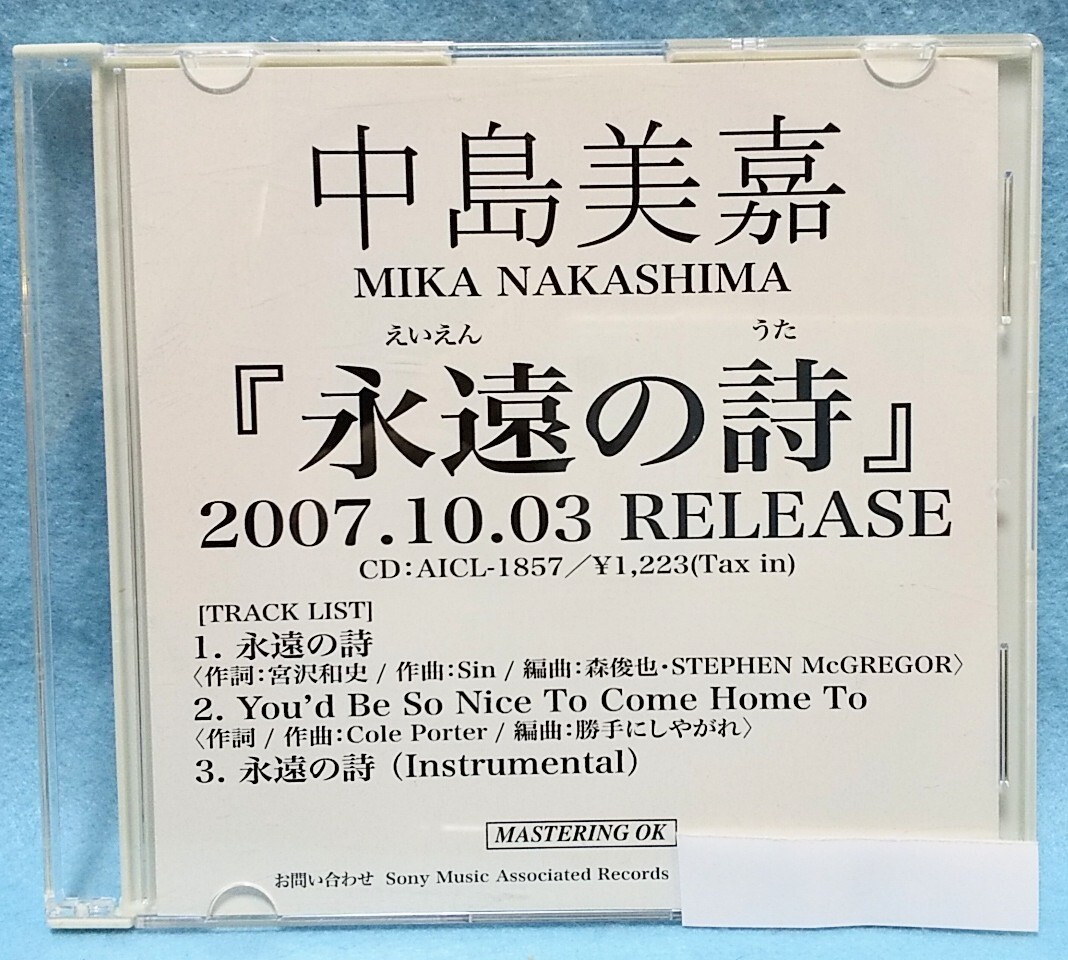 中島美嘉
MIKA NAKASHIMA
えいえん うた
『永遠の詩』
2007.10.03 RELEASE
CD:AICL-1857／¥1,223(Tax in)
[TRACK LIST]
1. 永遠の詩
〈作詞:宮沢和史 / 作曲:Sin / 編曲:森俊也・STEPHEN McGREGOR〉
2. You'd Be So Nice To Come Home To
〈作詞 / 作曲:Cole Porter / 編曲:勝手にしやがれ〉
3. 永遠の詩（Instrumental）
MASTERING OK
お問い合わせ Sony Music Associated Records